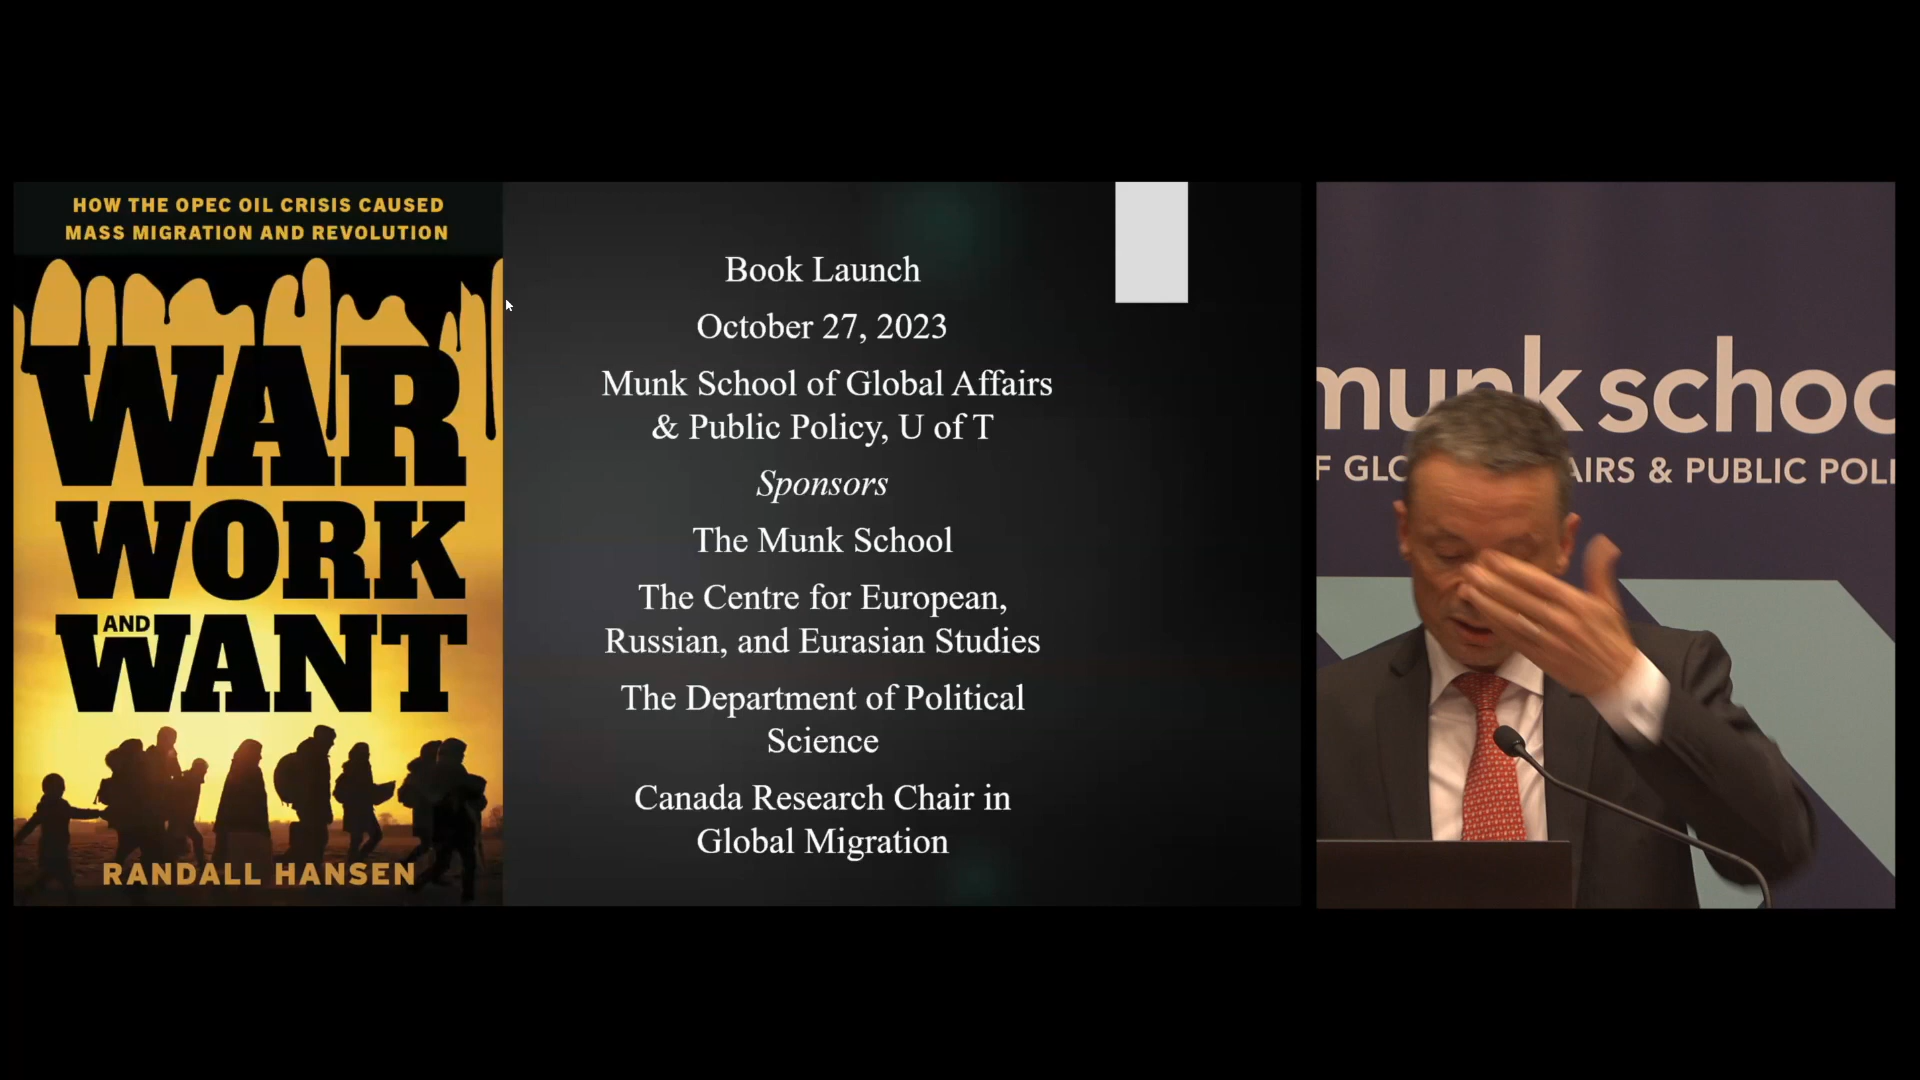 HOW THE OPEC OIL CRISIS CAUSED
MASS MIGRATION AND REVOLUTION
WAR
WORK
AND
WANT
RANDALL HANSEN
Book Launch
October 27, 2023
Munk School of Global Affairs
& Public Policy, U of T
Sponsors
The Munk School
The Centre for European,
Russian, and Eurasian Studies
The Department of Political
Science
Canada Research Chair in
Global Migration
munk schoo
F GLO AIRS & PUBLIC POLI